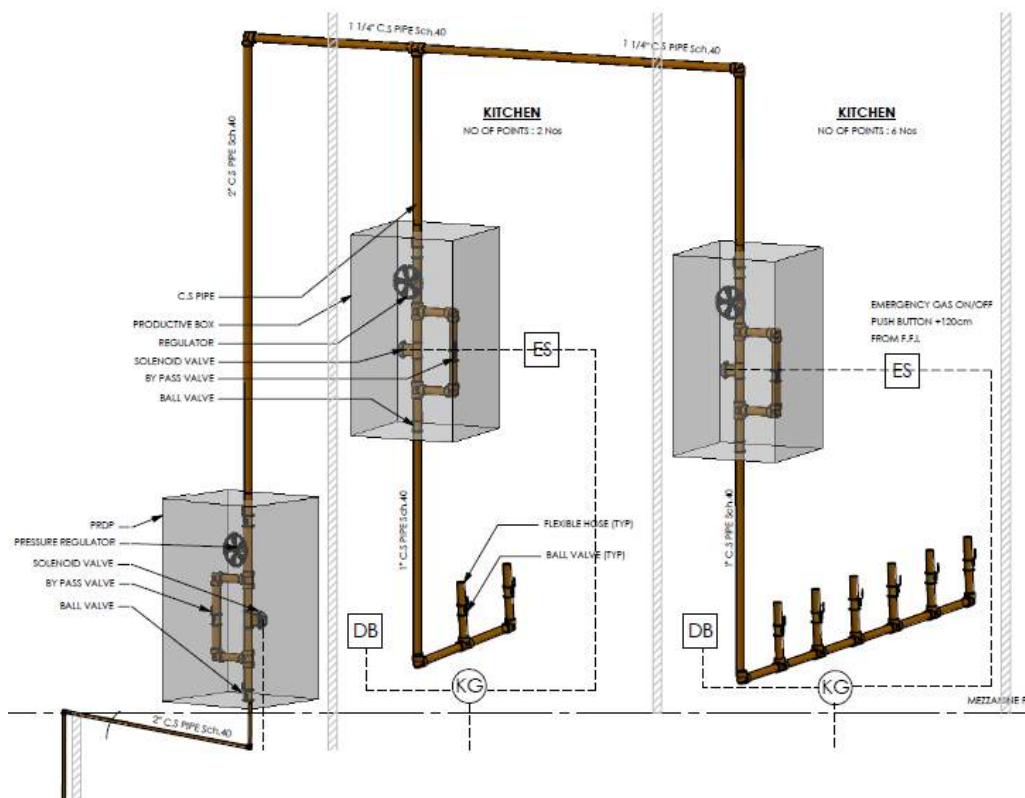 1 1/4" C.S PIPE Sch.40
1 1/4" C.S PIPE Sch.40
KITCHEN
NO OF POINTS : 2 Nos
KITCHEN
NO OF POINTS : 6 Nos
2" C.S PIPE Sch.40
C.S PIPE
PRODUCTIVE BOX
REGULATOR
SOLENOID VALVE
BY PASS VALVE
BALL VALVE
ES
EMERGENCY GAS ON/OFF
PUSH BUTTON +120cm
FROM F.F.L
ES
PRDP
PRESSURE REGULATOR
SOLENOID VALVE
BY PASS VALVE
BALL VALVE
1" C.S PIPE Sch.40
FLEXIBLE HOSE (TYP)
BALL VALVE (TYP)
1" C.S PIPE Sch.40
DB
KG
DB
KG
MEZZANINE F
2" C.S PIPE Sch.40